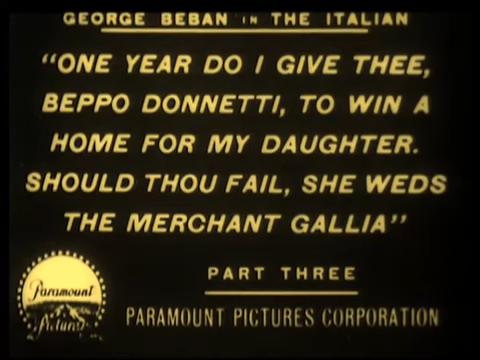 GEORGE BEBAN IN THE ITALIAN
"ONE YEAR DO I GIVE THEE,
BEPPO DONNETTI, TO WIN A
HOME FOR MY DAUGHTER.
SHOULD THOU FAIL, SHE WEDS
THE MERCHANT GALLIA"
PART THREE
Paramount
Pictures
PARAMOUNT PICTURES CORPORATION